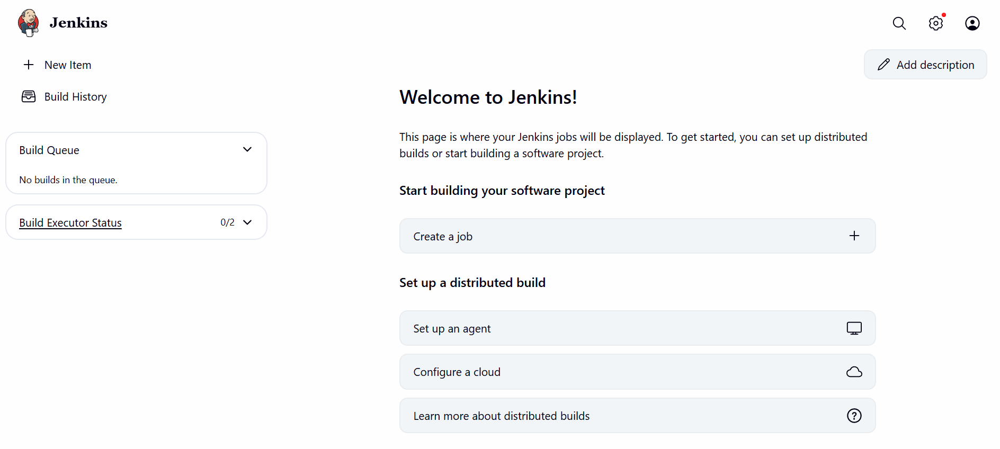 Jenkins
New Item
Build History
Build Queue
No builds in the queue.
Build Executor Status
0/2
Add description
Welcome to Jenkins!
This page is where your Jenkins jobs will be displayed. To get started, you can set up distributed
builds or start building a software project.
Start building your software project
Create a job
Set up a distributed build
Set up an agent
Configure a cloud
Learn more about distributed builds